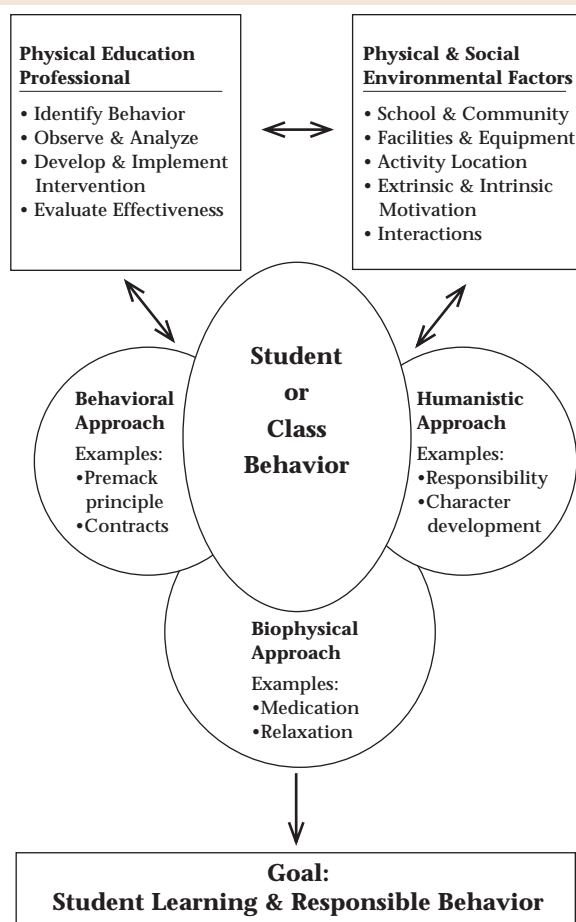 Physical Education
Professional
• Identify Behavior
• Observe & Analyze
• Develop & Implement
Intervention
• Evaluate Effectiveness
Physical & Social
Environmental Factors
• School & Community
• Facilities & Equipment
• Activity Location
• Extrinsic & Intrinsic
Motivation
• Interactions
Student
or
Class
Behavior
Behavioral
Approach
Examples:
•Premack
principle
•Contracts
Humanistic
Approach
Examples:
•Responsibility
•Character
development
Biophysical
Approach
Examples:
•Medication
•Relaxation
Goal:
Student Learning & Responsible Behavior